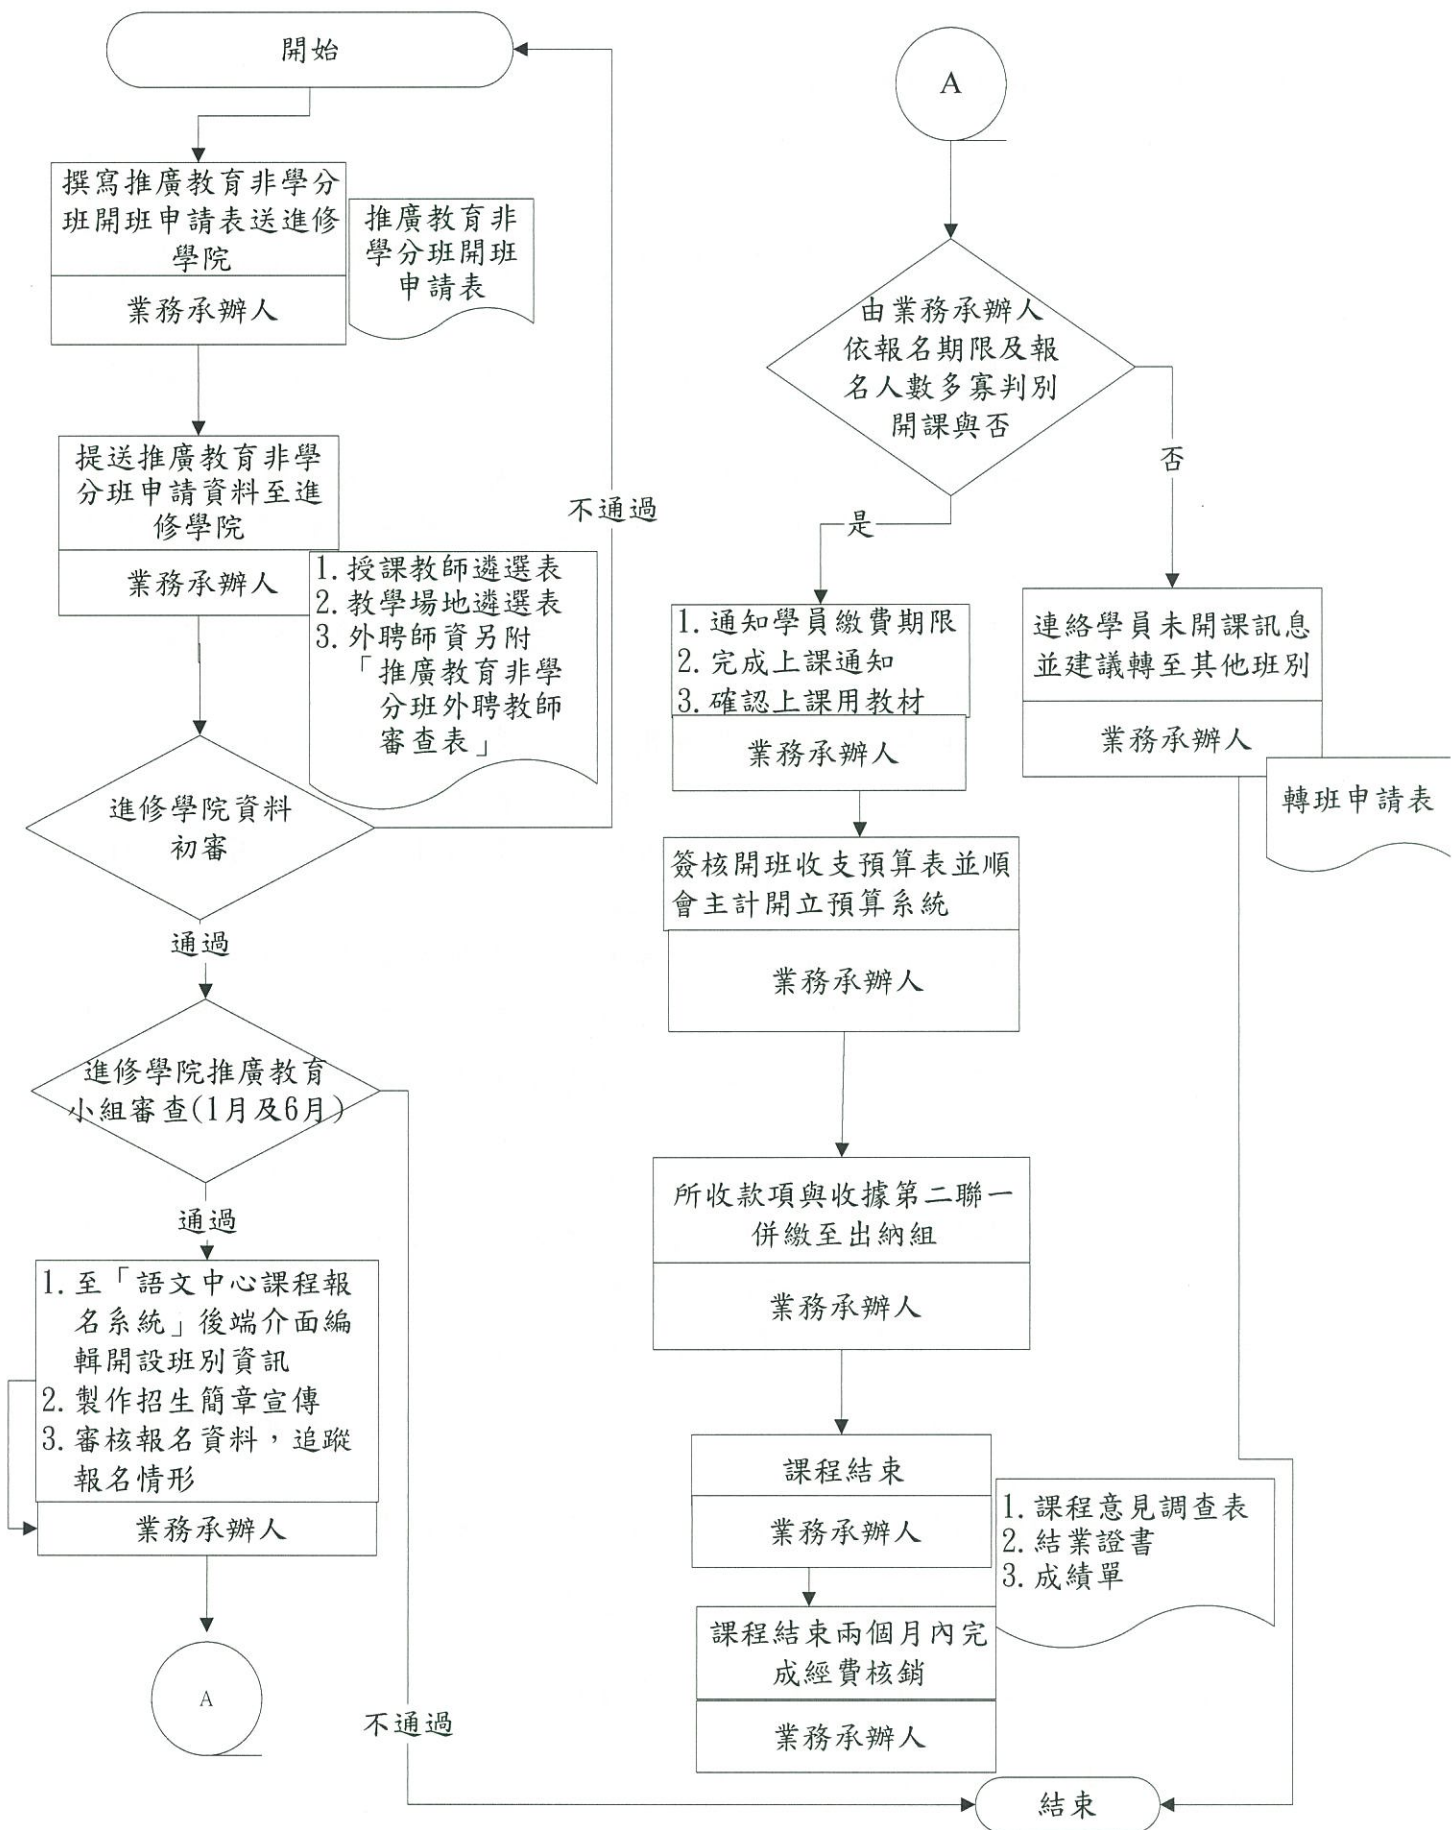 開始
撰寫推廣教育非學分
班開班申請表送進修
學院
業務承辦人
推廣教育非
學分班開班
申請表
提送推廣教育非學
分班申請資料至進
修學院
業務承辦人
1.授課教師遴選表
2.教學場地遴選表
3.外聘師資另附
「推廣教育非學
分班外聘教師
審查表」
不通過
進修學院資料
初審
通過
進修學院推廣教育
小組審查(1月及6月)
通過
1.至「語文中心課程報
名系統」後端介面編
輯開設班別資訊
2.製作招生簡章宣傳
3.審核報名資料，追蹤
報名情形
業務承辦人
A
不通過
A
由業務承辦人
依報名期限及報
名人數多寡判別
開課與否
是
否
1.通知學員繳費期限
2.完成上課通知
3.確認上課用教材
業務承辦人
連絡學員未開課訊息
並建議轉至其他班別
業務承辦人
轉班申請表
簽核開班收支預算表並順
會主計開立預算系統
業務承辦人
所收款項與收據第二聯一
併繳至出納組
業務承辦人
課程結束
業務承辦人
1.課程意見調查表
2.結業證書
3.成績單
課程結束兩個月內完
成經費核銷
業務承辦人
結束